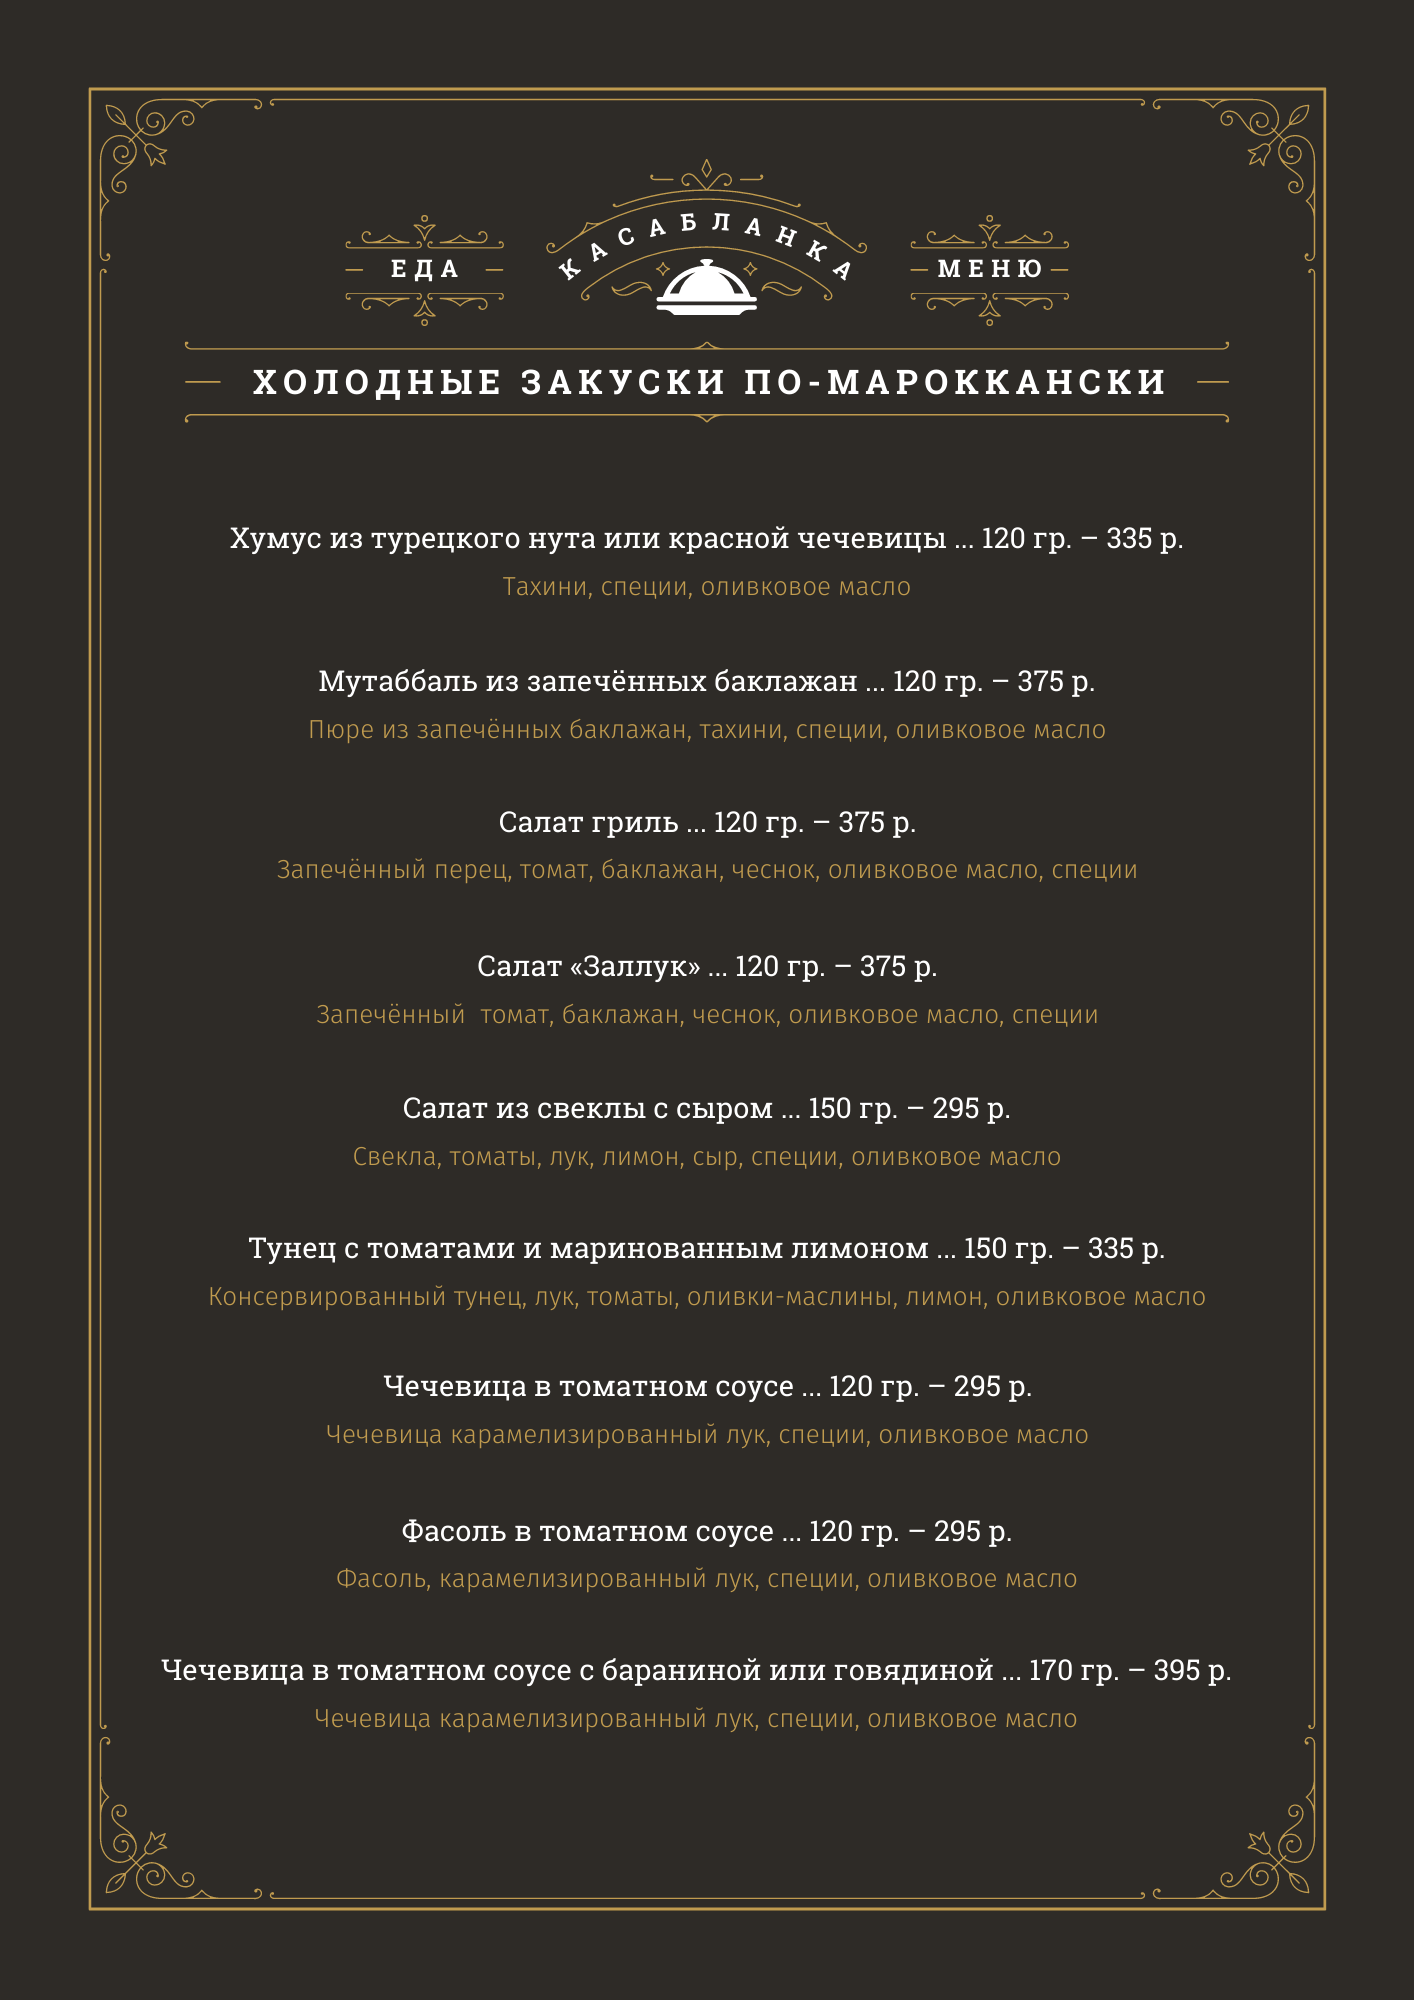 КАСАБЛАНКА
ЕДА
МЕНЮ
ХОЛОДНЫЕ ЗАКУСКИ ПО-МАРОККАНСКИ
Хумус из турецкого нута или красной чечевицы ... 120 гр. – 335 р.
Тахини, специи, оливковое масло
Мутаббаль из запечённых баклажан ... 120 гр. – 375 р.
Пюре из запечённых баклажан, тахини, специи, оливковое масло
Салат гриль ... 120 гр. – 375 р.
Запечённый перец, томат, баклажан, чеснок, оливковое масло, специи
Салат «Заллук» ... 120 гр. – 375 р.
Запечённый  томат, баклажан, чеснок, оливковое масло, специи
Салат из свеклы с сыром ... 150 гр. – 295 р.
Свекла, томаты, лук, лимон, сыр, специи, оливковое масло
Тунец с томатами и маринованным лимоном ... 150 гр. – 335 р.
Консервированный тунец, лук, томаты, оливки-маслины, лимон, оливковое масло
Чечевица в томатном соусе ... 120 гр. – 295 р.
Чечевица карамелизированный лук, специи, оливковое масло
Фасоль в томатном соусе ... 120 гр. – 295 р.
Фасоль, карамелизированный лук, специи, оливковое масло
Чечевица в томатном соусе с бараниной или говядиной ... 170 гр. – 395 р.
Чечевица карамелизированный лук, специи, оливковое масло